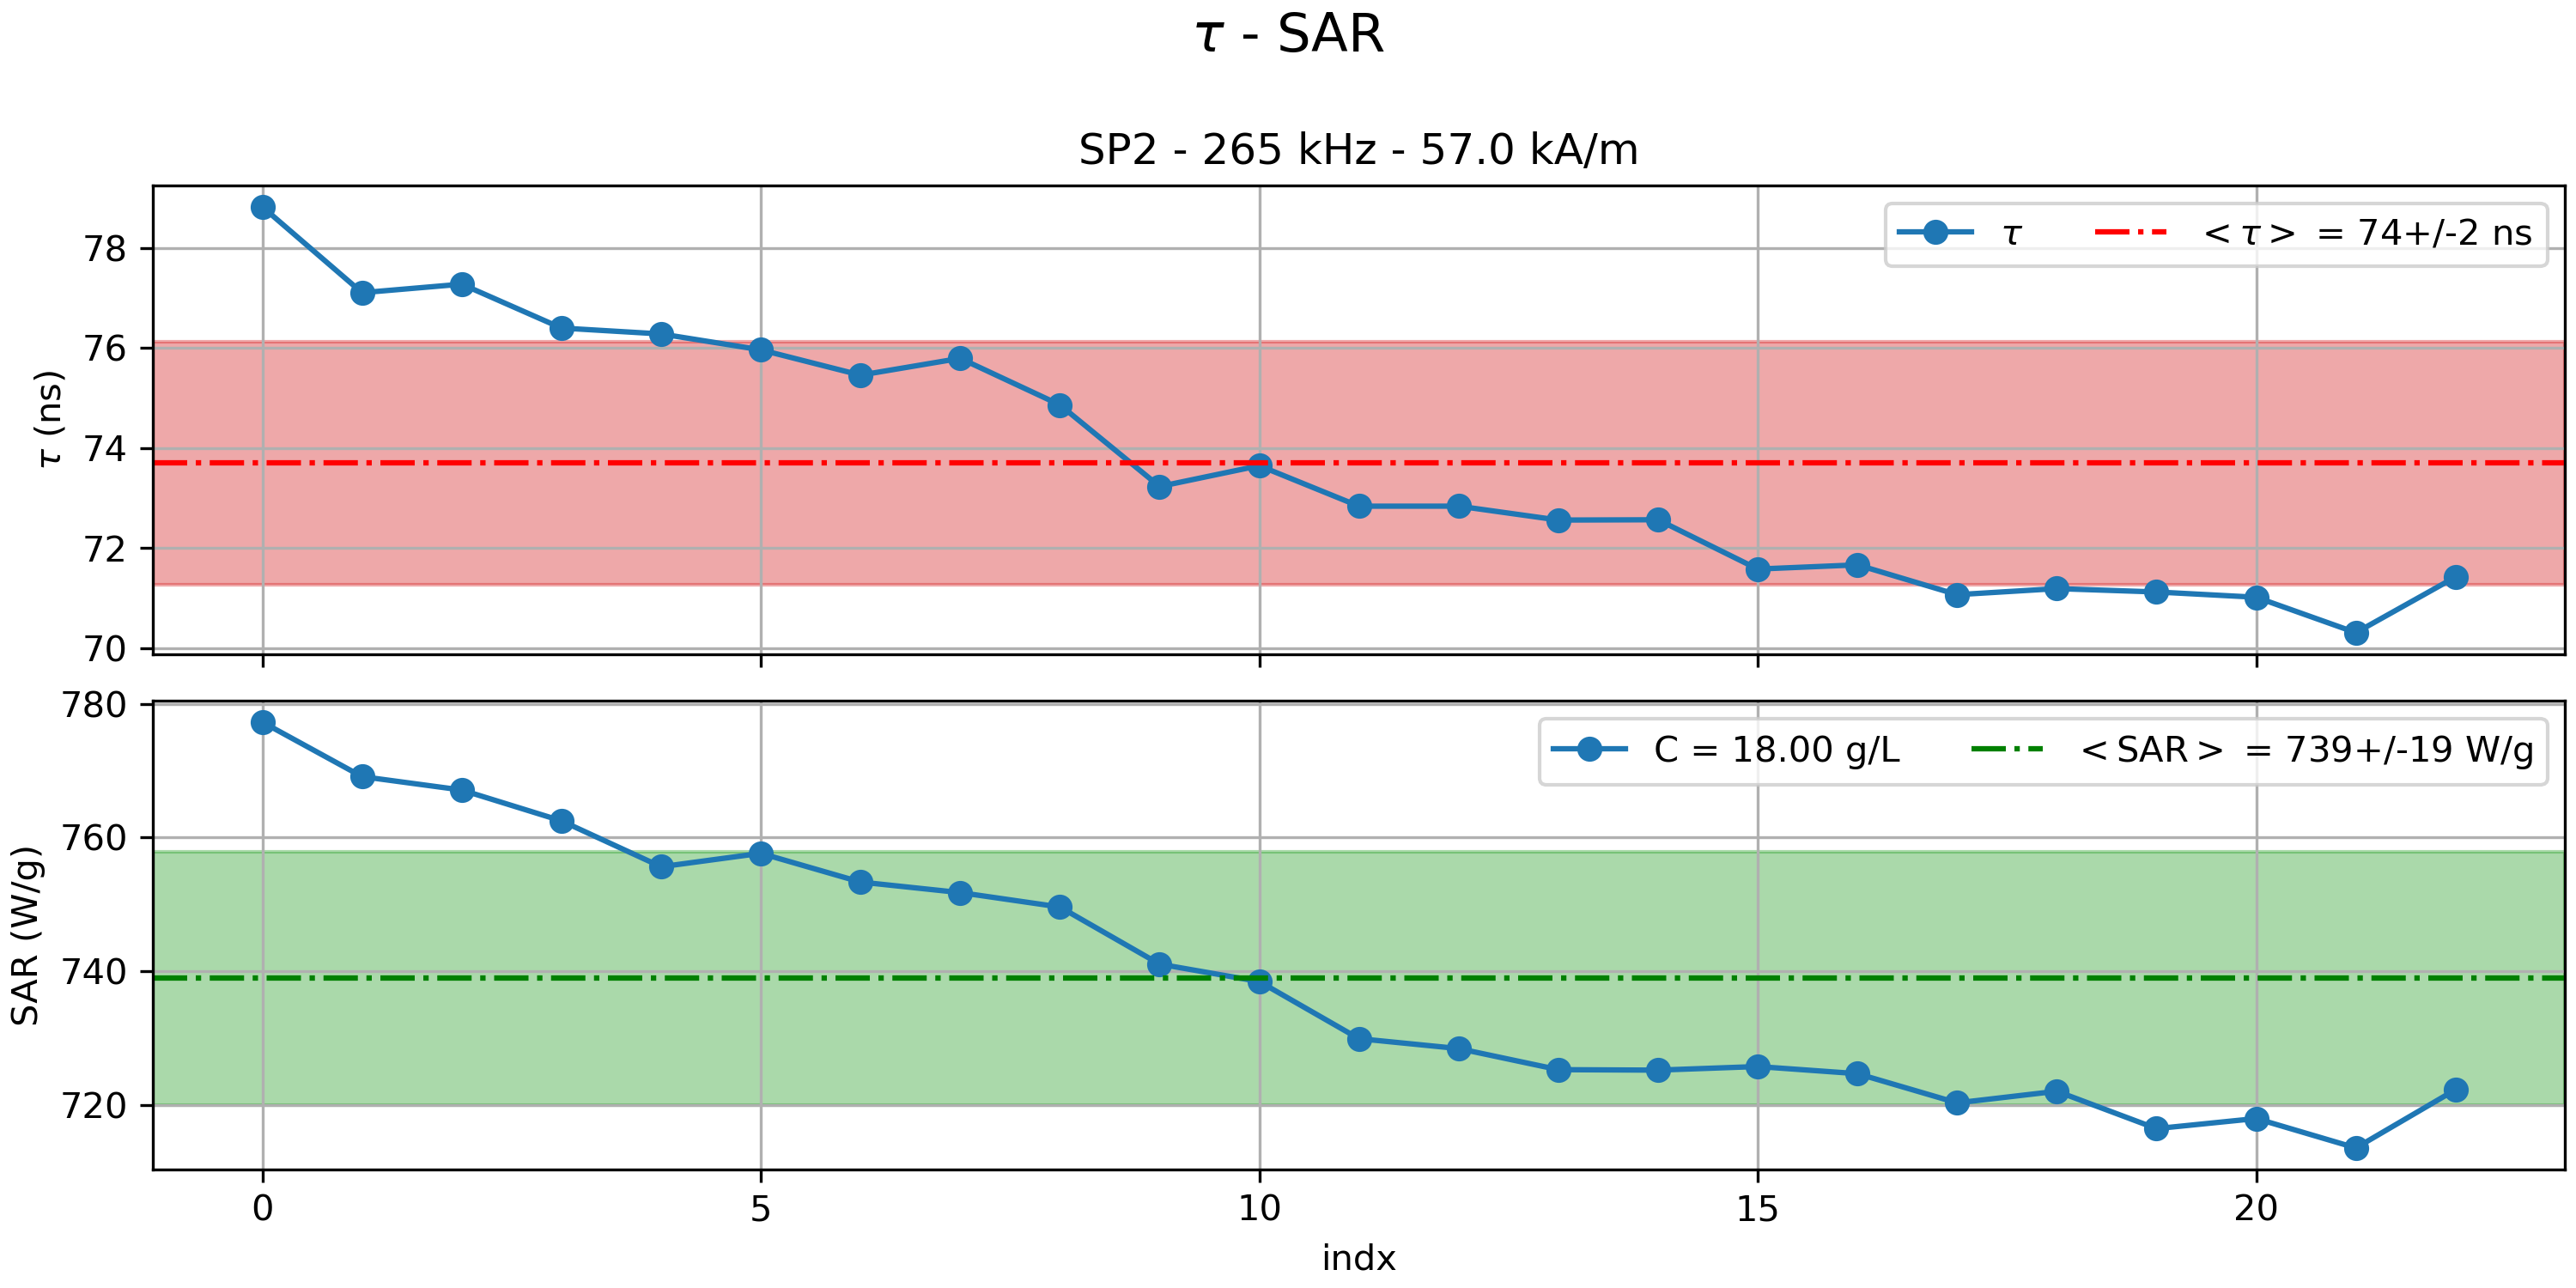 τ - SAR
SP2 - 265 kHz - 57.0 kA/m
τ (ns)
78
76
74
72
70
τ
<τ> = 74+/-2 ns
SAR (W/g)
780
760
740
720
C = 18.00 g/L
<SAR> = 739+/-19 W/g
0 5 10 15 20
indx